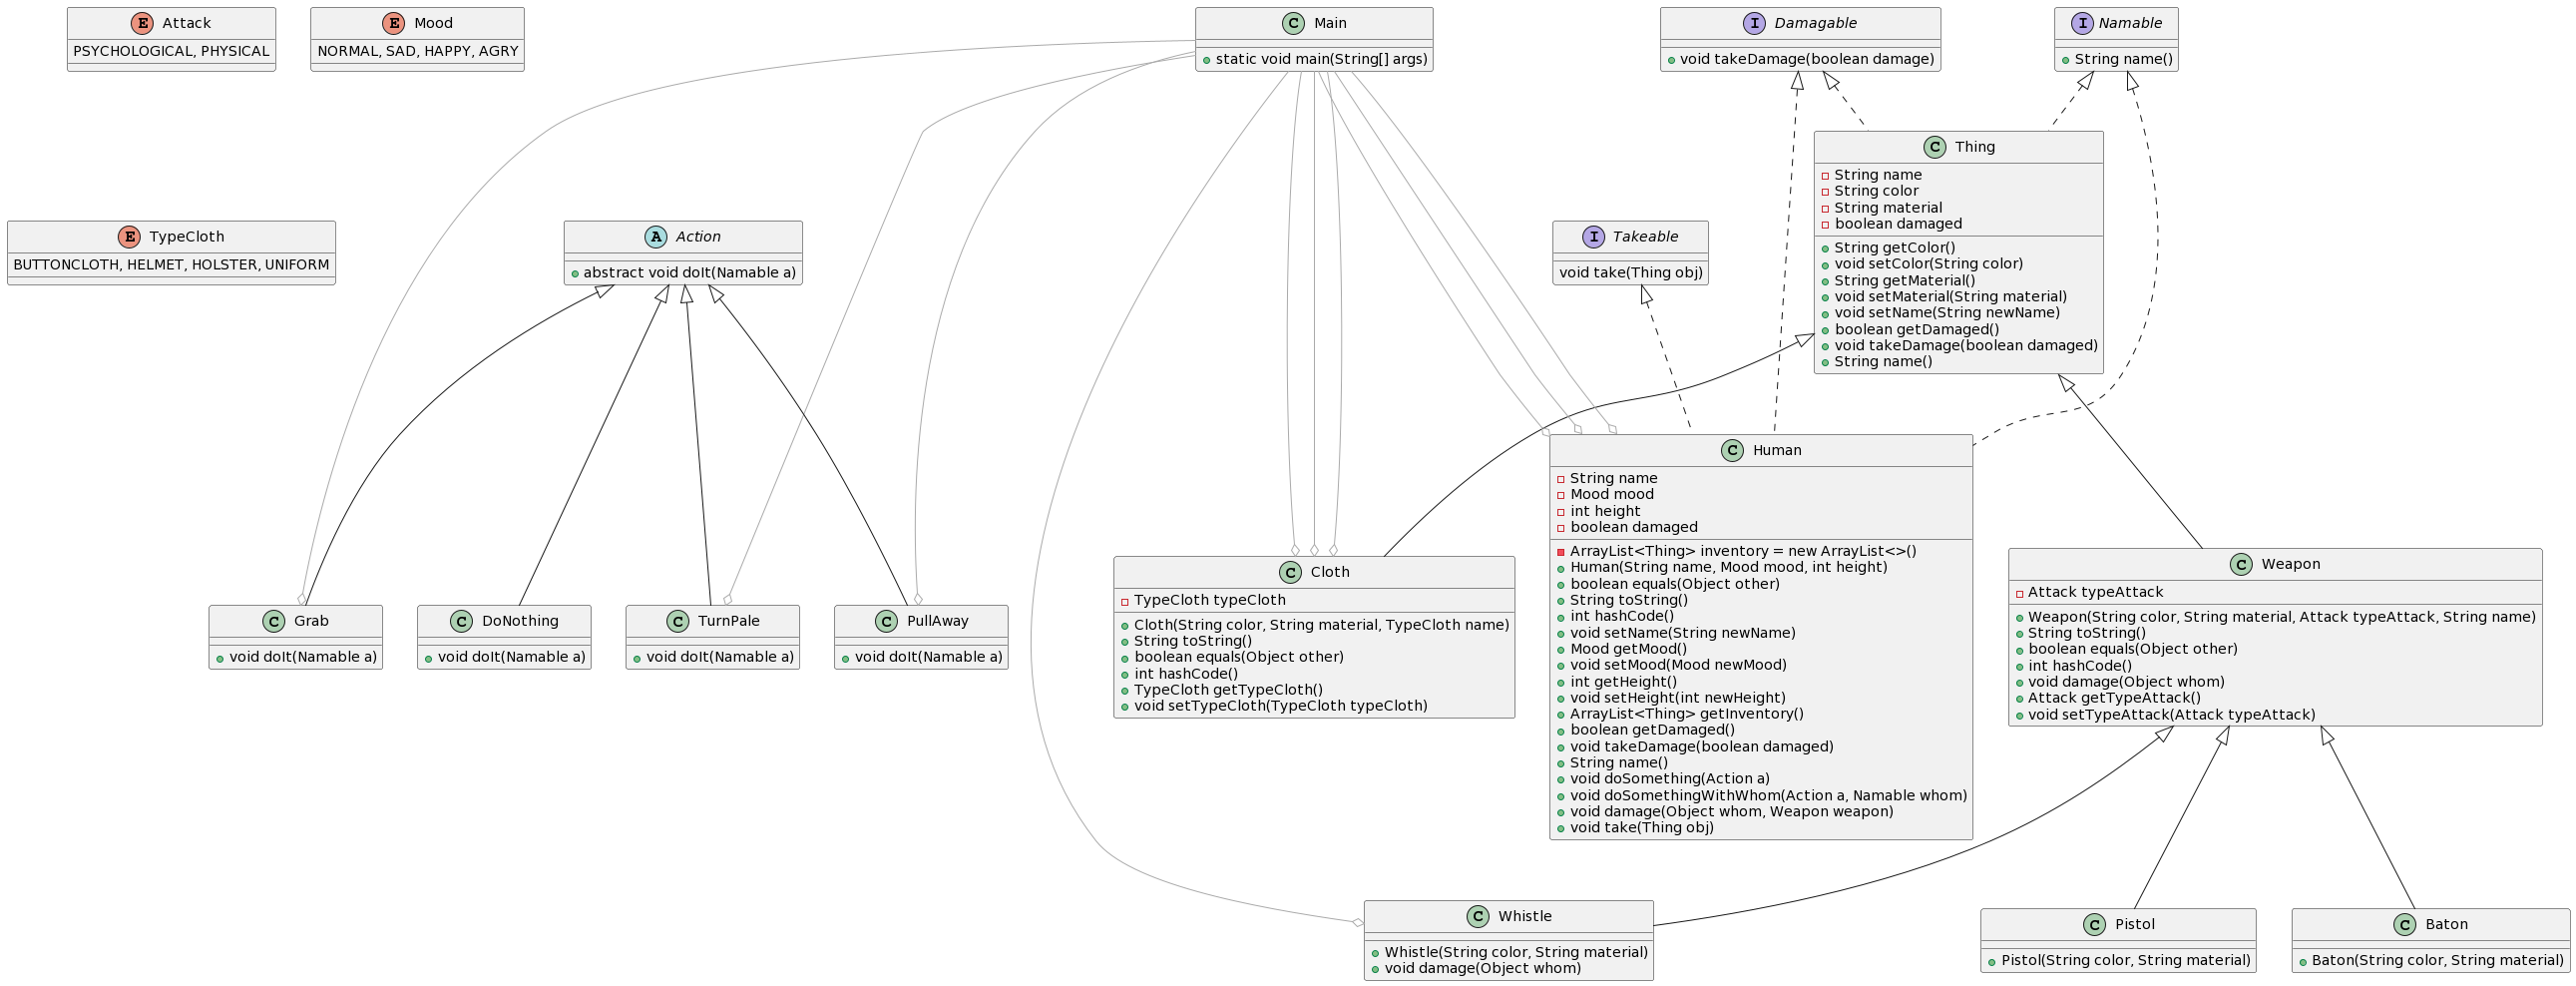 E Attack
PSYCHOLOGICAL, PHYSICAL
E Mood
NORMAL, SAD, HAPPY, AGRY
C Main
static void main(String[] args)
I Damagable
void takeDamage(boolean damage)
I Namable
String name()
C Thing
String name
String color
String material
boolean damaged
String getColor()
void setColor(String color)
String getMaterial()
void setMaterial(String material)
void setName(String newName)
boolean getDamaged()
void takeDamage(boolean damaged)
String name()
E TypeCloth
BUTTONCLOTH, HELMET, HOLSTER, UNIFORM
A Action
abstract void doIt(Namable a)
I Takeable
void take(Thing obj)
C Human
String name
Mood mood
int height
boolean damaged
ArrayList<Thing> inventory = new ArrayList<>()
Human(String name, Mood mood, int height)
boolean equals(Object other)
String toString()
int hashCode()
void setName(String newName)
Mood getMood()
void setMood(Mood newMood)
int getHeight()
void setHeight(int newHeight)
ArrayList<Thing> getInventory()
boolean getDamaged()
void takeDamage(boolean damaged)
String name()
void doSomething(Action a)
void doSomethingWithWhom(Action a, Namable whom)
void damage(Object whom, Weapon weapon)
void take(Thing obj)
C Grab
void doIt(Namable a)
C DoNothing
void doIt(Namable a)
C TurnPale
void doIt(Namable a)
C PullAway
void doIt(Namable a)
C Cloth
TypeCloth typeCloth
Cloth(String color, String material, TypeCloth name)
String toString()
boolean equals(Object other)
int hashCode()
TypeCloth getTypeCloth()
void setTypeCloth(TypeCloth typeCloth)
C Weapon
Attack typeAttack
Weapon(String color, String material, Attack typeAttack, String name)
String toString()
boolean equals(Object other)
int hashCode()
void damage(Object whom)
Attack getTypeAttack()
void setTypeAttack(Attack typeAttack)
C Whistle
Whistle(String color, String material)
void damage(Object whom)
C Pistol
Pistol(String color, String material)
C Baton
Baton(String color, String material)